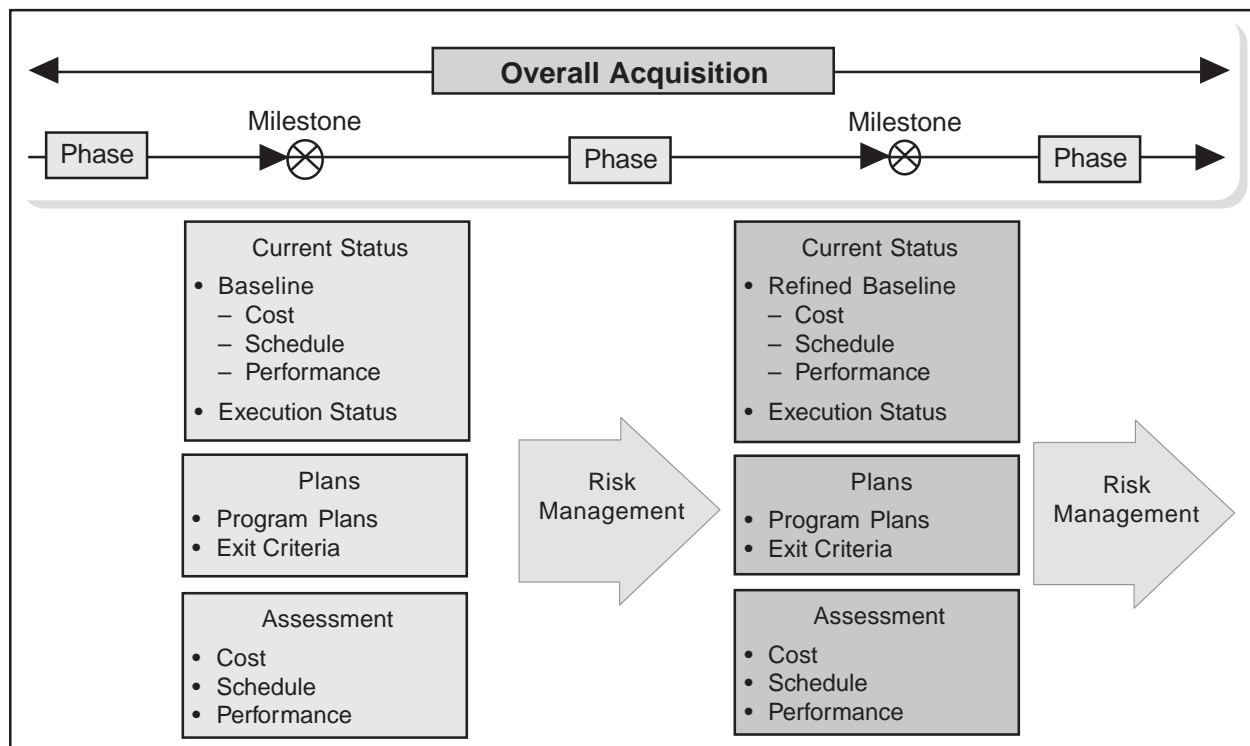 Overall Acquisition
Milestone
Milestone
Phase
Phase
Phase
Current Status
• Baseline
– Cost
– Schedule
– Performance
• Execution Status
Plans
• Program Plans
• Exit Criteria
Assessment
• Cost
• Schedule
• Performance
Risk
Management
Current Status
• Refined Baseline
– Cost
– Schedule
– Performance
• Execution Status
Plans
• Program Plans
• Exit Criteria
Assessment
• Cost
• Schedule
• Performance
Risk
Management